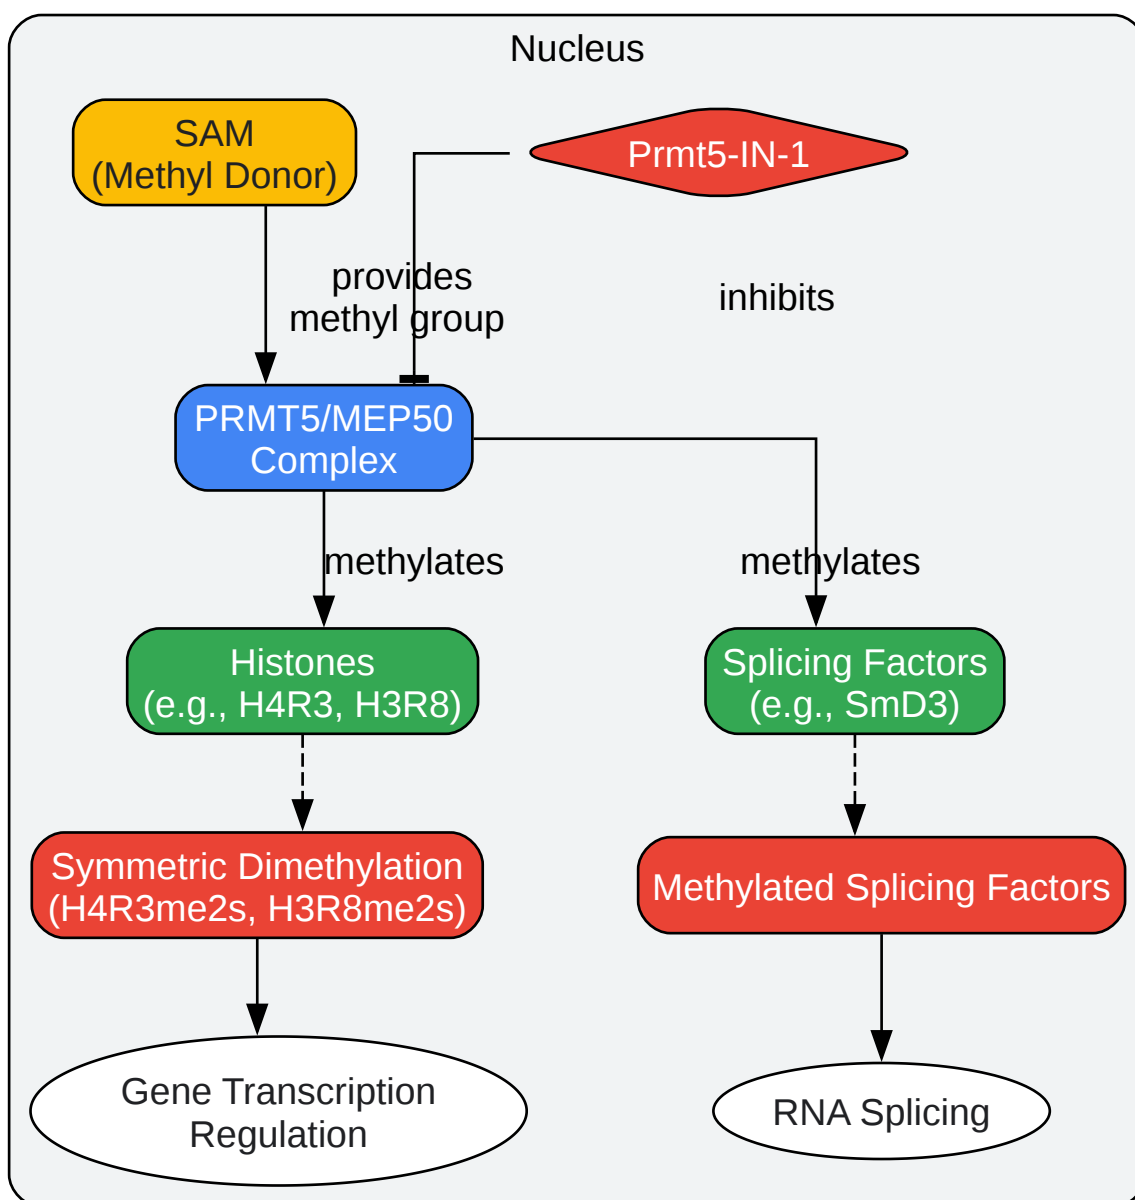 Nucleus
SAM
(Methyl Donor)
Prmt5-IN-1
provides
methyl group
inhibits
PRMT5/MEP50
Complex
methylates
methylates
Histones
(e.g., H4R3, H3R8)
Splicing Factors
(e.g., SmD3)
Symmetric Dimethylation
(H4R3me2s, H3R8me2s)
Methylated Splicing Factors
Gene Transcription
Regulation
RNA Splicing